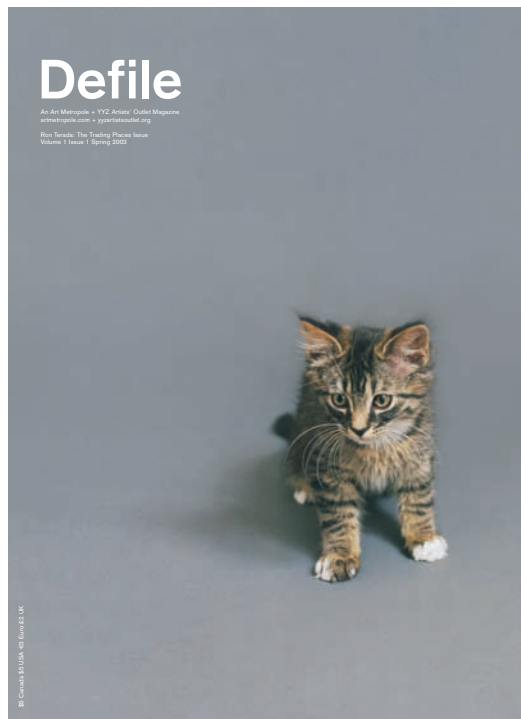 Defile
An Art Metropole + YYZ Artists' Outlet Magazine
artmetropole.com + yyzartistsoutlet.org
Ron Terada: The Trading Places Issue
Volume 1 Issue 1 Spring 2003
$5 Canada $5 USA €3 Euro £2 UK